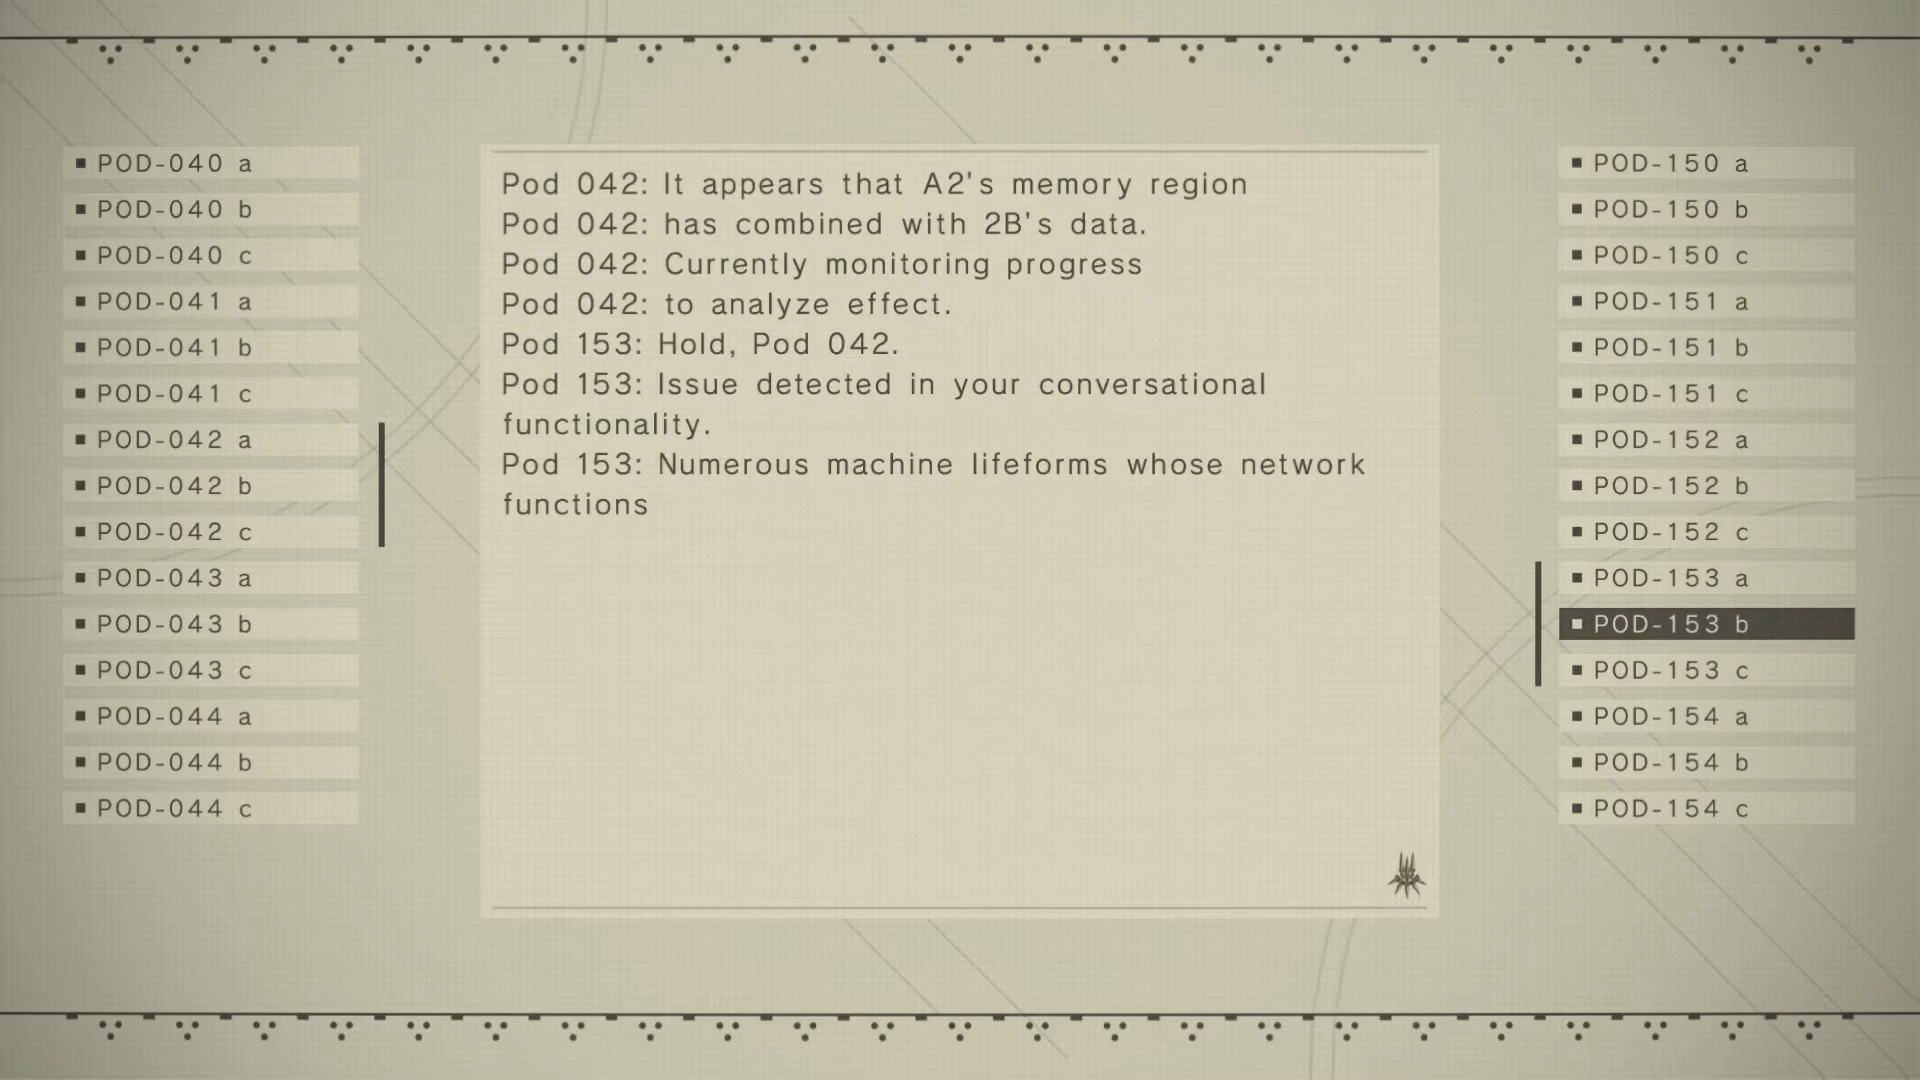 POD-040 a
POD-040 b
POD-040 c
POD-041 a
POD-041 b
POD-041 c
POD-042 a
POD-042 b
POD-042 c
POD-043 a
POD-043 b
POD-043 c
POD-044 a
POD-044 b
POD-044 c
Pod 042: It appears that A2's memory region
Pod 042: has combined with 2B's data.
Pod 042: Currently monitoring progress
Pod 042: to analyze effect.
Pod 153: Hold, Pod 042.
Pod 153: Issue detected in your conversational
functionality.
Pod 153: Numerous machine lifeforms whose network
functions
POD-150 a
POD-150 b
POD-150 c
POD-151 a
POD-151 b
POD-151 c
POD-152 a
POD-152 b
POD-152 c
POD-153 a
POD-153 b
POD-153 c
POD-154 a
POD-154 b
POD-154 c